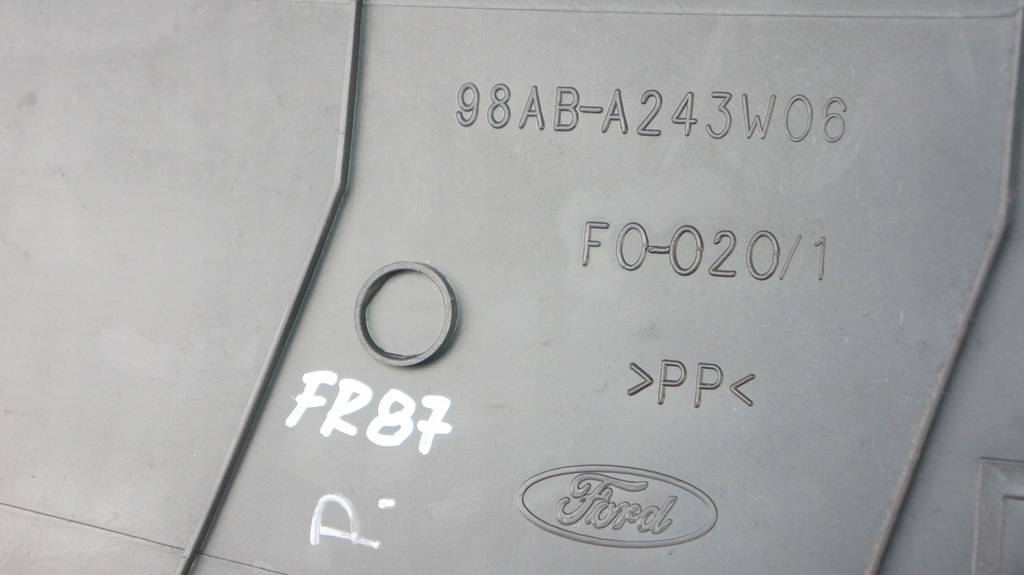 98AB-A243W06
FO-020/1
>PP<
FR87
P.
Ford